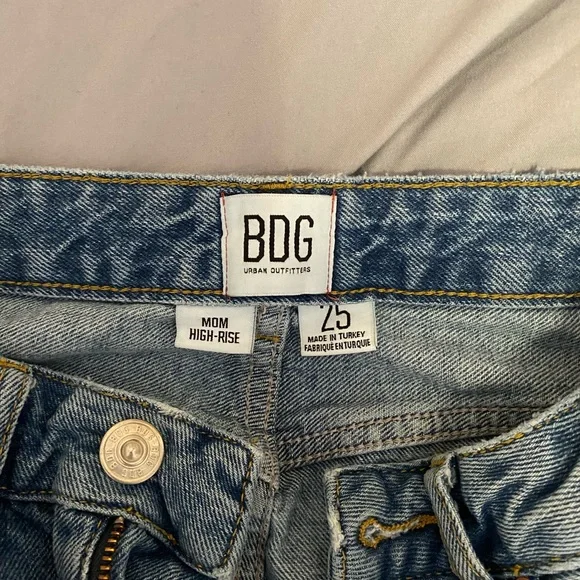 BDG
URBAN OUTFITTERS
MOM
HIGH-RISE
25
MADE IN TURKEY
FABRIQUE EN TURQUIE